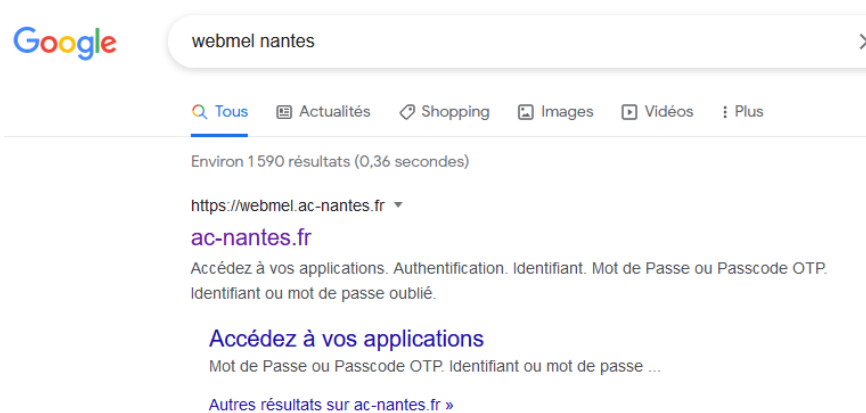 Google
webmel nantes
Tous Actualités Shopping Images Vidéos Plus
Environ 1 590 résultats (0,36 secondes)
https://webmel.ac-nantes.fr
ac-nantes.fr
Accédez à vos applications. Authentification. Identifiant. Mot de Passe ou Passcode OTP.
Identifiant ou mot de passe oublié.
Accédez à vos applications
Mot de Passe ou Passcode OTP. Identifiant ou mot de passe ...
Autres résultats sur ac-nantes.fr »